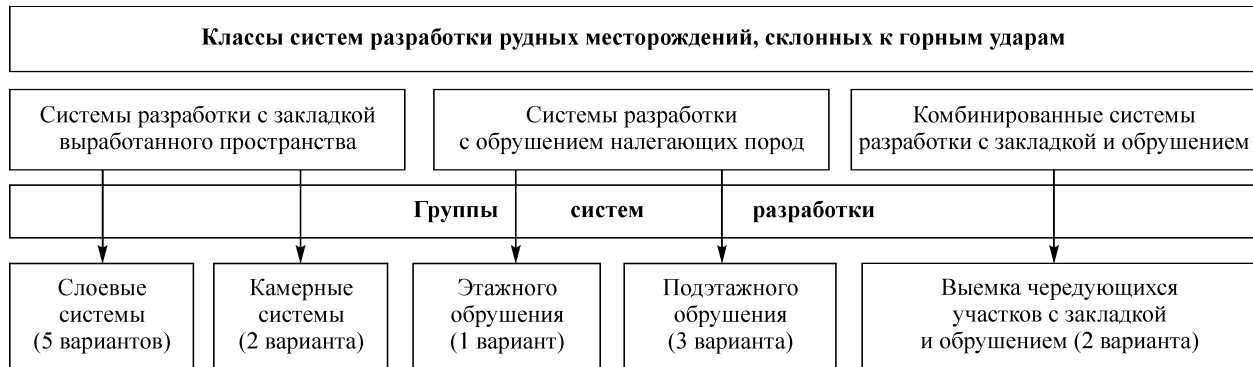 Классы систем разработки рудных месторождений, склонных к горным ударам
Системы разработки с закладкой
выработанного пространства
Системы разработки
с обрушением налегающих пород
Комбинированные системы
разработки с закладкой и обрушением
Группы систем разработки
Слоевые
системы
(5 вариантов)
Камерные
системы
(2 варианта)
Этажного
обрушения
(1 вариант)
Подэтажного
обрушения
(3 варианта)
Выемка чередующихся
участков с закладкой
и обрушением (2 варианта)